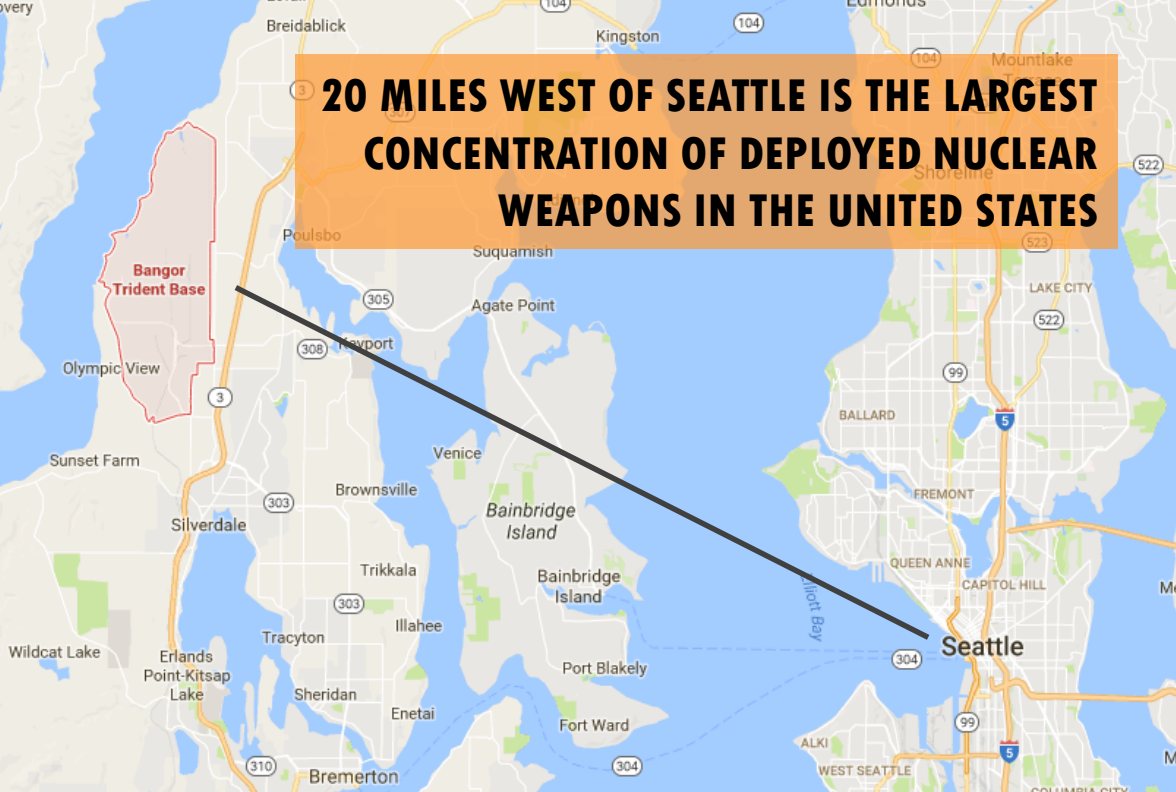 overy
Breidablick
104
Kingston
104
Edmonds
104
Mountlake
Terrace
3
307
20 MILES WEST OF SEATTLE IS THE LARGEST
CONCENTRATION OF DEPLOYED NUCLEAR
WEAPONS IN THE UNITED STATES
Shoreline
522
523
Poulsbo
Suquamish
Bangor
Trident Base
305
Agate Point
LAKE CITY
522
308
Keyport
Olympic View
99
3
BALLARD
5
Venice
Sunset Farm
Brownsville
303
FREMONT
Silverdale
Bainbridge
Island
QUEEN ANNE
Trikkala
Bainbridge
Island
CAPITOL HILL
303
Elliott Bay
Illahee
Tracyton
Wildcat Lake
Erlands
Point-Kitsap
Lake
Seattle
304
Port Blakely
Sheridan
Enetai
Fort Ward
99
ALKI
5
310
304
WEST SEATTLE
Bremerton
COLUMBIA CITY